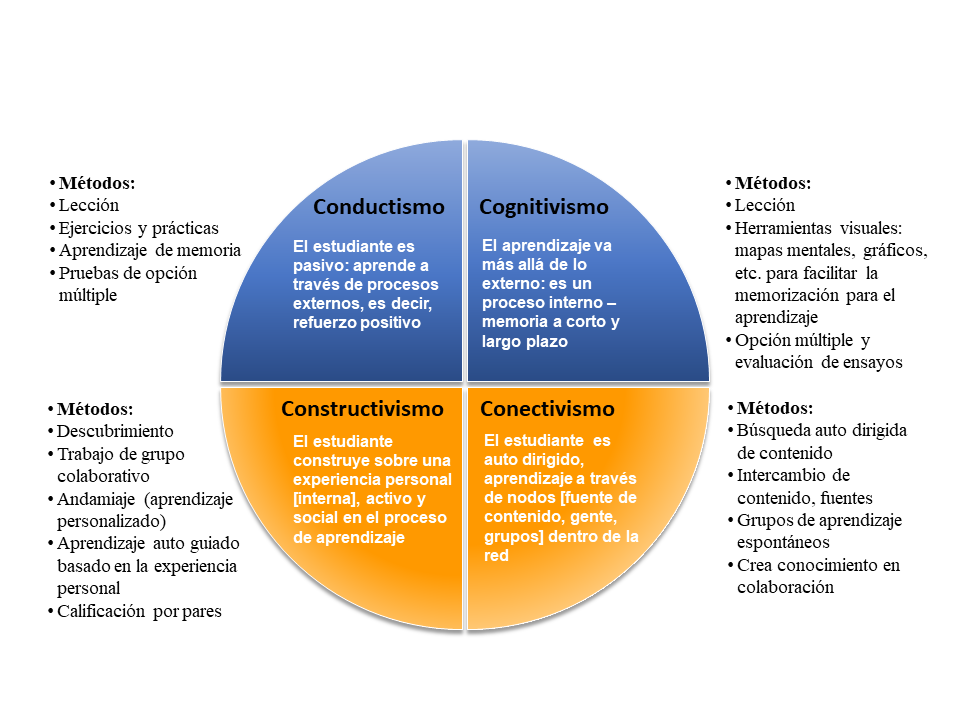 • Métodos:
• Lección
• Ejercicios y prácticas
• Aprendizaje de memoria
• Pruebas de opción
múltiple
Conductismo
El estudiante es
pasivo: aprende a
través de procesos
externos, es decir,
refuerzo positivo
Cognitivismo
El aprendizaje va
más allá de lo
externo: es un
proceso interno –
memoria a corto y
largo plazo
• Métodos:
• Lección
• Herramientas visuales:
mapas mentales, gráficos,
etc. para facilitar la
memorización para el
aprendizaje
• Opción múltiple y
evaluación de ensayos
• Métodos:
• Descubrimiento
• Trabajo de grupo
colaborativo
• Andamiaje (aprendizaje
personalizado)
• Aprendizaje auto guiado
basado en la experiencia
personal
• Calificación por pares
Constructivismo
El estudiante
construye sobre una
experiencia personal
[interna], activo y
social en el proceso
de aprendizaje
Conectivismo
El estudiante es
auto dirigido,
aprendizaje a través
de nodos [fuente de
contenido, gente,
grupos] dentro de la
red
• Métodos:
• Búsqueda auto dirigida
de contenido
• Intercambio de
contenido, fuentes
• Grupos de aprendizaje
espontáneos
• Crea conocimiento en
colaboración